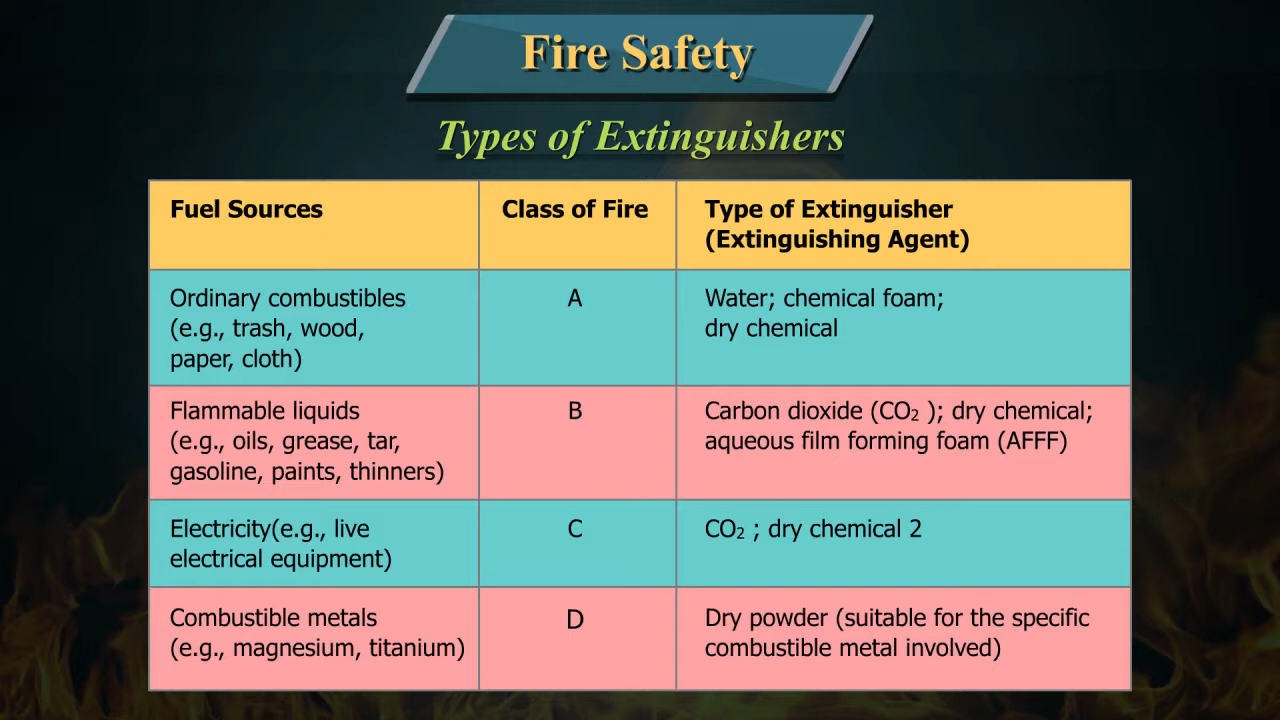 Fire Safety
Types of Extinguishers
Fuel Sources
Class of Fire
Type of Extinguisher
(Extinguishing Agent)
Ordinary combustibles
(e.g., trash, wood,
paper, cloth)
A
Water; chemical foam;
dry chemical
Flammable liquids
(e.g., oils, grease, tar,
gasoline, paints, thinners)
B
Carbon dioxide (CO₂ ); dry chemical;
aqueous film forming foam (AFFF)
Electricity(e.g., live
electrical equipment)
C
CO₂ ; dry chemical 2
Combustible metals
(e.g., magnesium, titanium)
D
Dry powder (suitable for the specific
combustible metal involved)